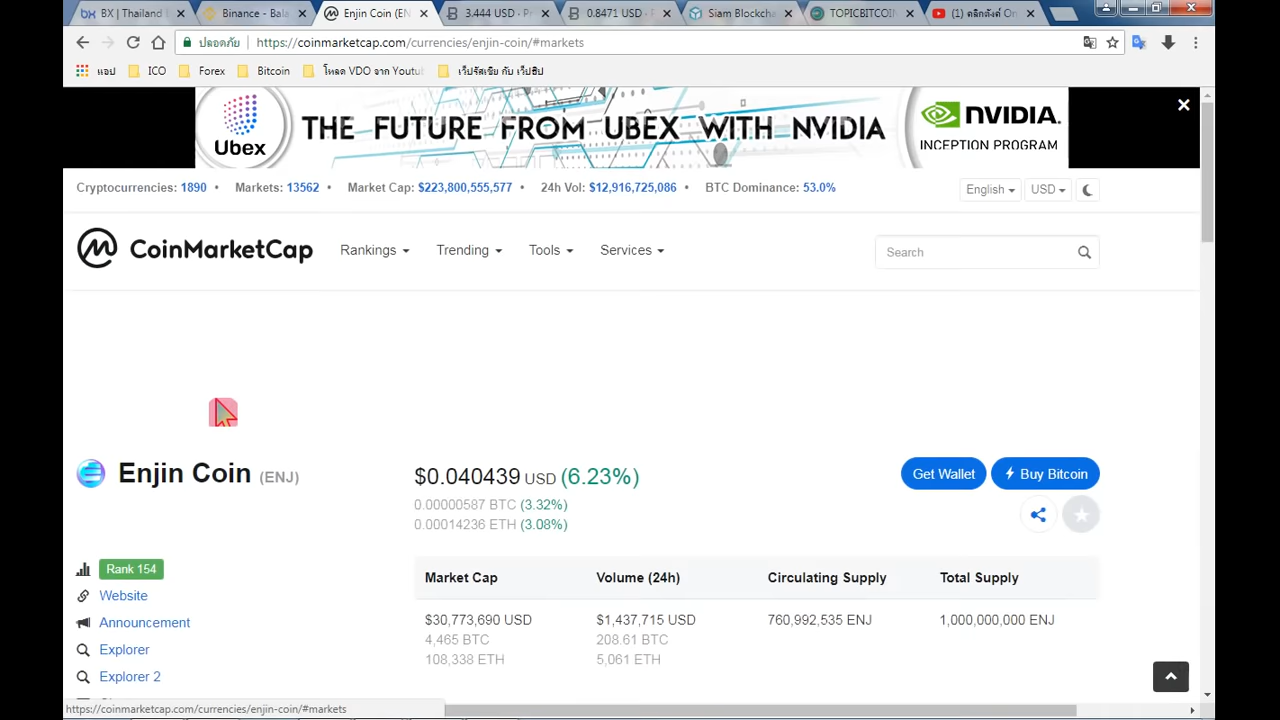 BX | Thailand
Binance - Bala
Enjin Coin (EN
3.444 USD - P
0.8471 USD -
Siam Blockcha
TOPICBITCOIN
(1) คลิกตังค์ On
ปลอดภัย https://coinmarketcap.com/currencies/enjin-coin/#markets
แอป ICO Forex Bitcoin โหลด VDO จาก Youtu เว็ปรัสเซีย กับ เว็ปฮิป
Ubex
THE FUTURE FROM UBEX WITH NVIDIA
NVIDIA.
INCEPTION PROGRAM
Cryptocurrencies: 1890 • Markets: 13562 • Market Cap: $223,800,555,577 • 24h Vol: $12,916,725,086 • BTC Dominance: 53.0%
English USD
CoinMarketCap Rankings Trending Tools Services Search
Enjin Coin (ENJ)
$0.040439 USD (6.23%)
0.00000587 BTC (3.32%)
0.00014236 ETH (3.08%)
Get Wallet Buy Bitcoin
Rank 154
Website
Announcement
Explorer
Explorer 2
Market Cap Volume (24h) Circulating Supply Total Supply
$30,773,690 USD $1,437,715 USD 760,992,535 ENJ 1,000,000,000 ENJ
4,465 BTC 208.61 BTC
108,338 ETH 5,061 ETH
https://coinmarketcap.com/currencies/enjin-coin/#markets